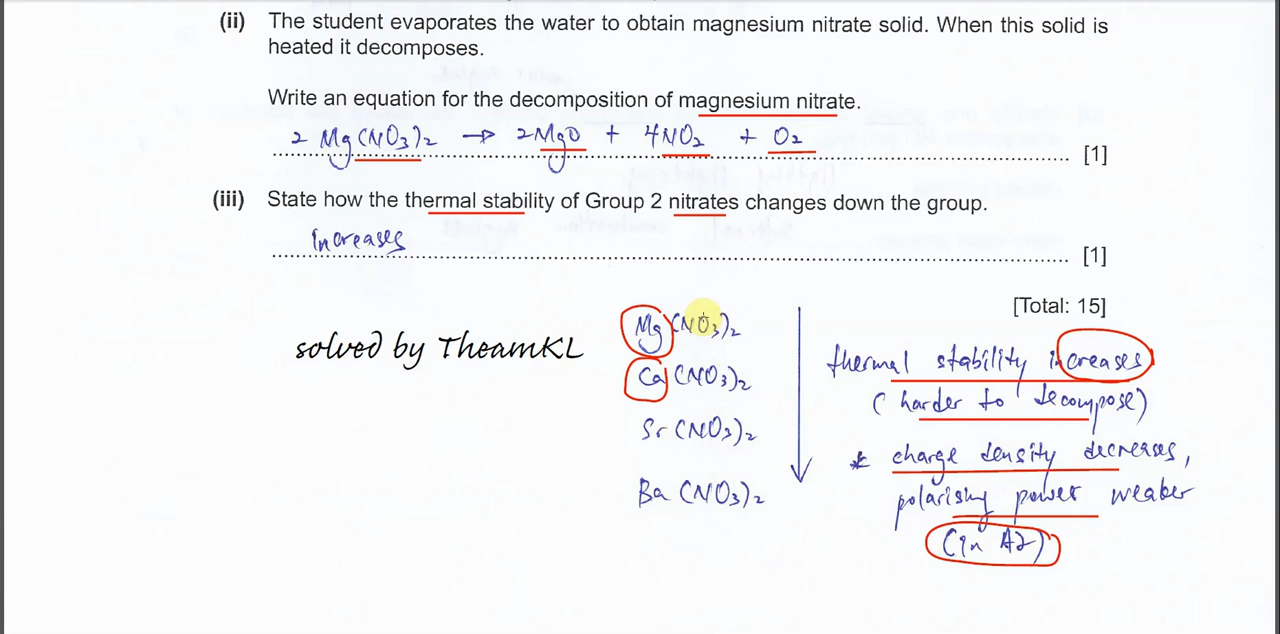 (ii) The student evaporates the water to obtain magnesium nitrate solid. When this solid is
heated it decomposes.
Write an equation for the decomposition of magnesium nitrate.
2 Mg(NO₃)₂ → 2MgO + 4NO₂ + O₂
[1]
(iii) State how the thermal stability of Group 2 nitrates changes down the group.
increases
[1]
[Total: 15]
solved by TheamKL
Mg(NO₃)₂
Ca(NO₃)₂
Sr(NO₃)₂
Ba(NO₃)₂
thermal stability increases
(harder to decompose)
* charge density decreases,
polarising power weaker
(in A2)